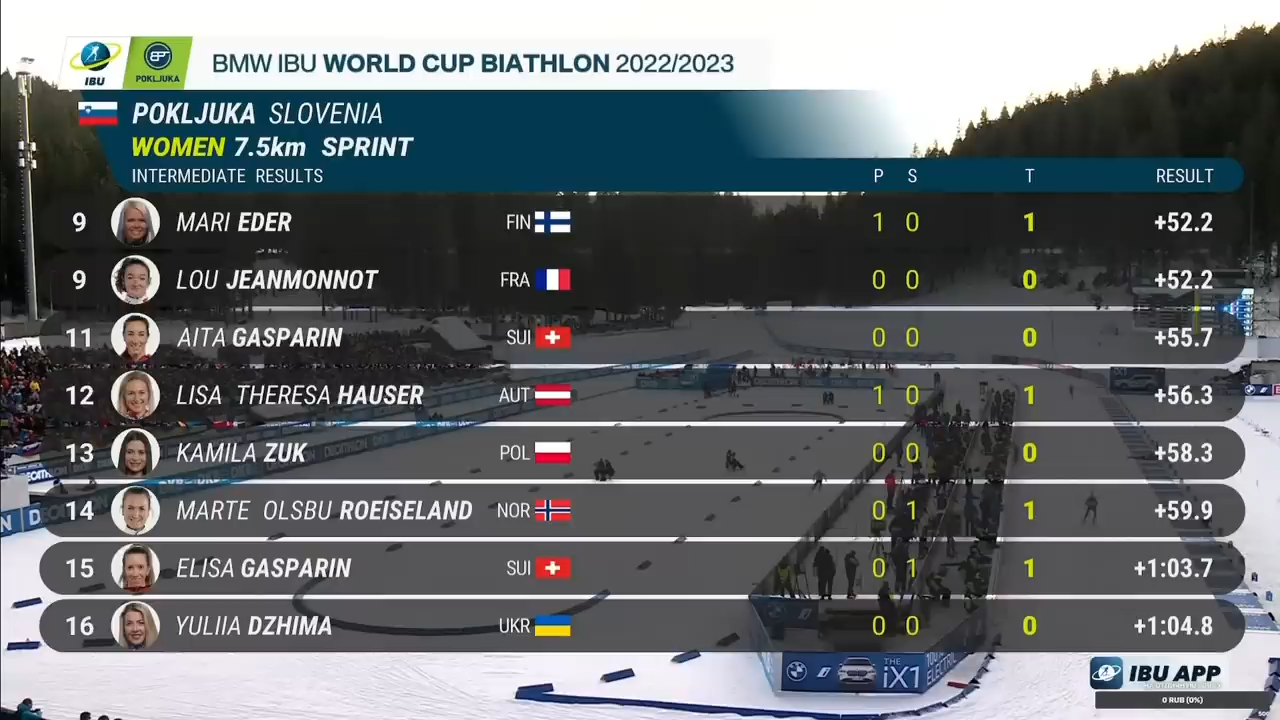 IBU
POKLJUKA
BMW IBU WORLD CUP BIATHLON 2022/2023
POKLJUKA SLOVENIA
WOMEN 7.5km SPRINT
INTERMEDIATE RESULTS P S T RESULT
9 MARI EDER FIN 1 0 1 +52.2
9 LOU JEANMONNOT FRA 0 0 0 +52.2
11 AITA GASPARIN SUI 0 0 0 +55.7
12 LISA THERESA HAUSER AUT 1 0 1 +56.3
13 KAMILA ZUK POL 0 0 0 +58.3
14 MARTE OLSBU ROEISELAND NOR 0 1 1 +59.9
15 ELISA GASPARIN SUI 0 1 1 +1:03.7
16 YULIIA DZHIMA UKR 0 0 0 +1:04.8
THE iX1
100% ELECTRIC
IBU APP
0 RUB (0%)